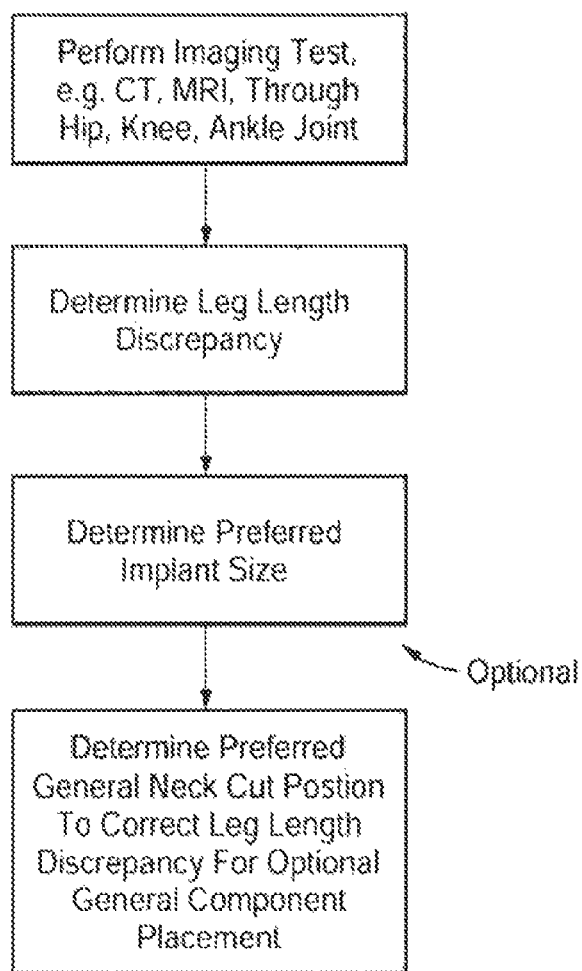 Perform Imaging Test,
e.g. CT, MRI, Through
Hip, Knee, Ankle Joint
Determine Leg Length
Discrepancy
Determine Preferred
Implant Size
Optional
Determine Preferred
General Neck Cut Postion
To Correct Leg Length
Discrepancy For Optional
General Component
Placement